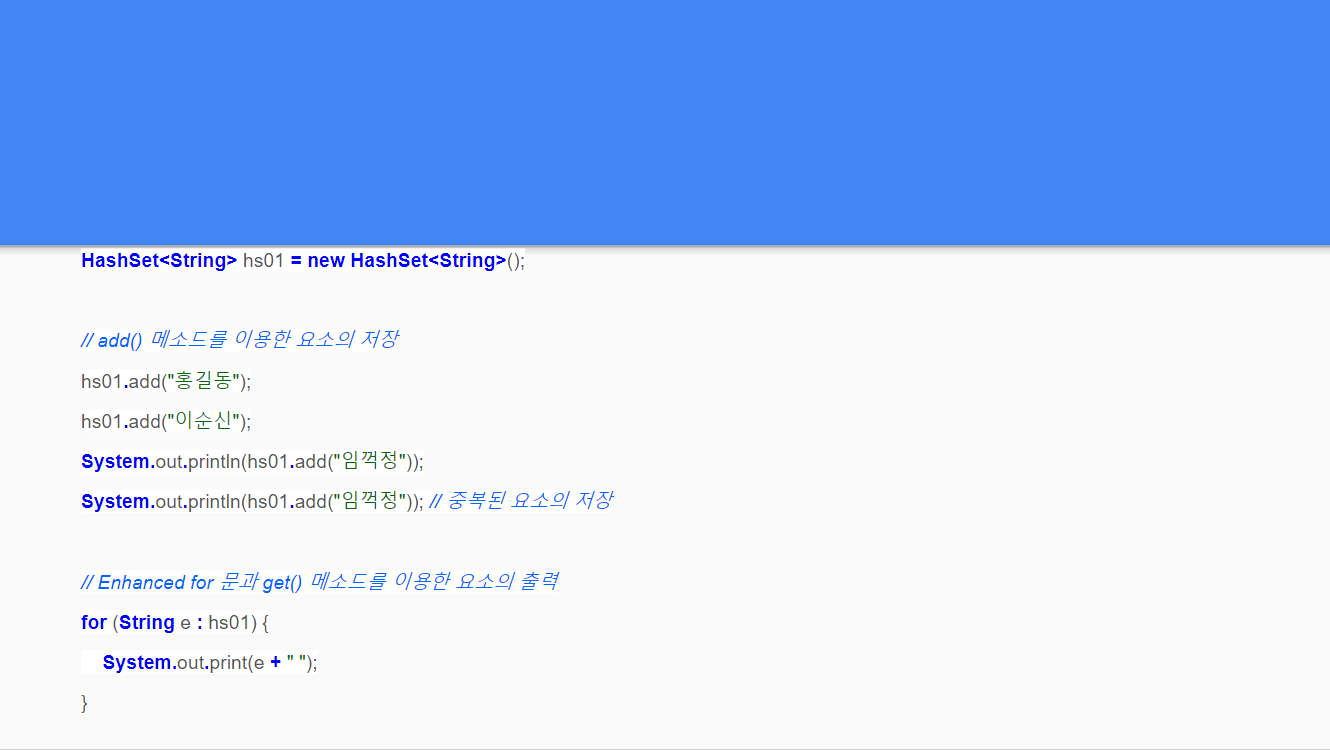 HashSet<String> hs01 = new HashSet<String>();
// add() 메소드를 이용한 요소의 저장
hs01.add("홍길동");
hs01.add("이순신");
System.out.println(hs01.add("임꺽정"));
System.out.println(hs01.add("임꺽정")); // 중복된 요소의 저장
// Enhanced for 문과 get() 메소드를 이용한 요소의 출력
for (String e : hs01) {
    System.out.print(e + " ");
}